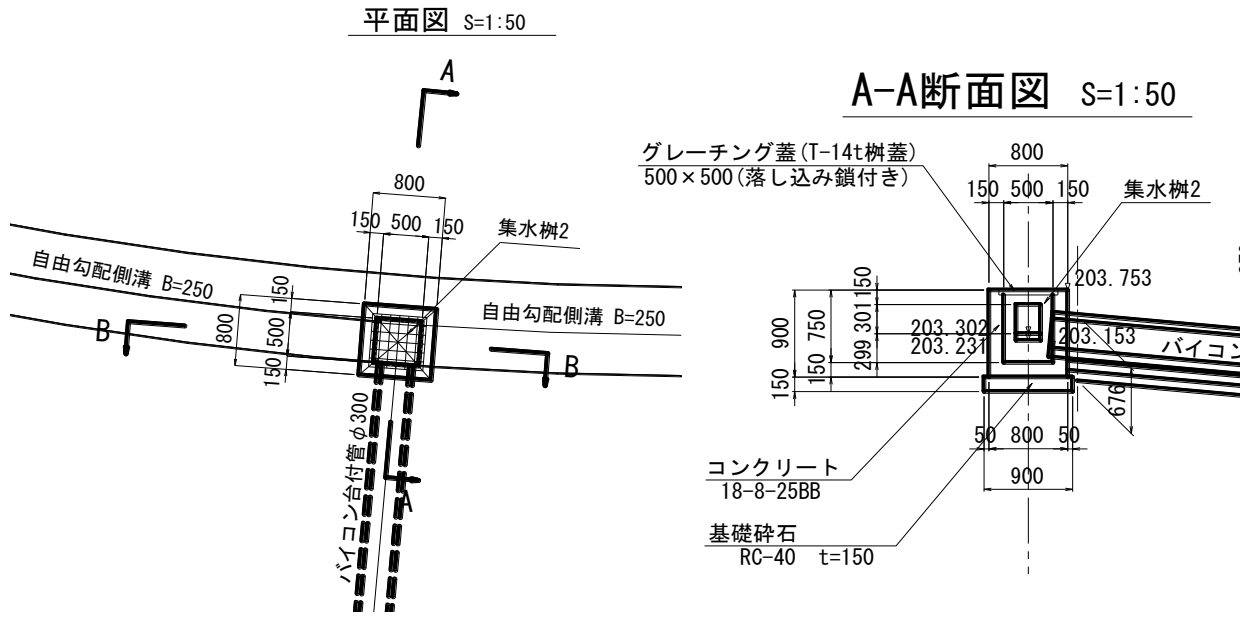 平面図 S=1:50
A
800
150 500 150
集水桝2
自由勾配側溝 B=250
自由勾配側溝 B=250
150
800
500
150
B
B
バイコン台付管φ300
A
A-A断面図 S=1:50
グレーチング蓋(T-14t桝蓋)
500×500(落し込み鎖付き)
800
150 500 150
集水桝2
203.753
150
301
900
750
203.302
203.231
203.153
299
150
150
バイコン
676
50 800 50
900
コンクリート
18-8-25BB
基礎砕石
RC-40 t=150